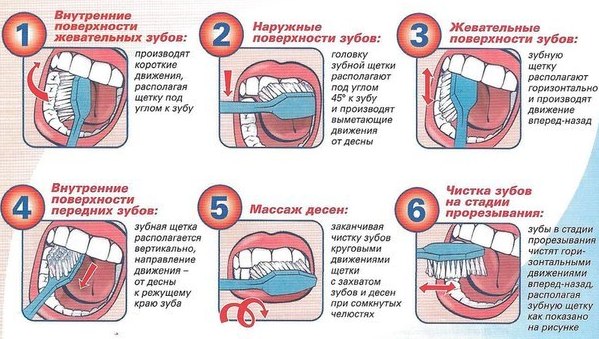 1
Внутренние
поверхности
жевательных зубов:
производят
короткие
движения,
располагая
щетку под
углом к зубу
2
Наружные
поверхности зубов:
головку
зубной щетки
располагают
под углом
45° к зубу
и производят
выметающие
движения
от десны
3
Жевательные
поверхности зубов:
зубную
щетку
располагают
горизонтально
и производят
движение
вперед-назад
4
Внутренние
поверхности
передних зубов:
зубная щетка
располагается
вертикально,
направление
движения –
от десны
к режущему
краю зуба
5
Массаж десен:
заканчивая
чистку зубов
круговыми
движениями
щетки
с захватом
зубов и десен
при сомкнутых
челюстях
6
Чистка зубов
на стадии
прорезывания:
зубы в стадии
прорезывания
чистят гори-
зонтальными
движениями
вперед-назад,
располагая
зубную щетку
как показано
на рисунке